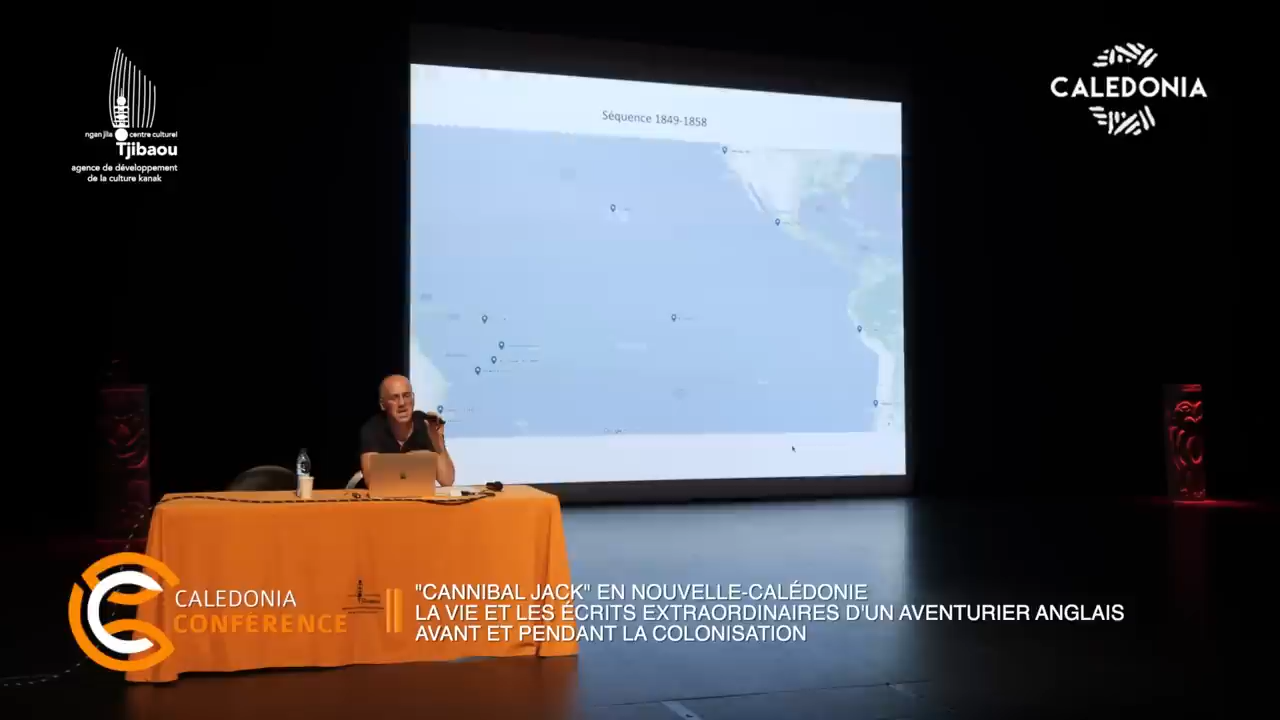 ngan jila centre culturel
Tjibaou
agence de développement
de la culture kanak
CALEDONIA
Séquence 1849-1858
CALEDONIA
CONFERENCE
"CANNIBAL JACK" EN NOUVELLE-CALÉDONIE
LA VIE ET LES ÉCRITS EXTRAORDINAIRES D'UN AVENTURIER ANGLAIS
AVANT ET PENDANT LA COLONISATION